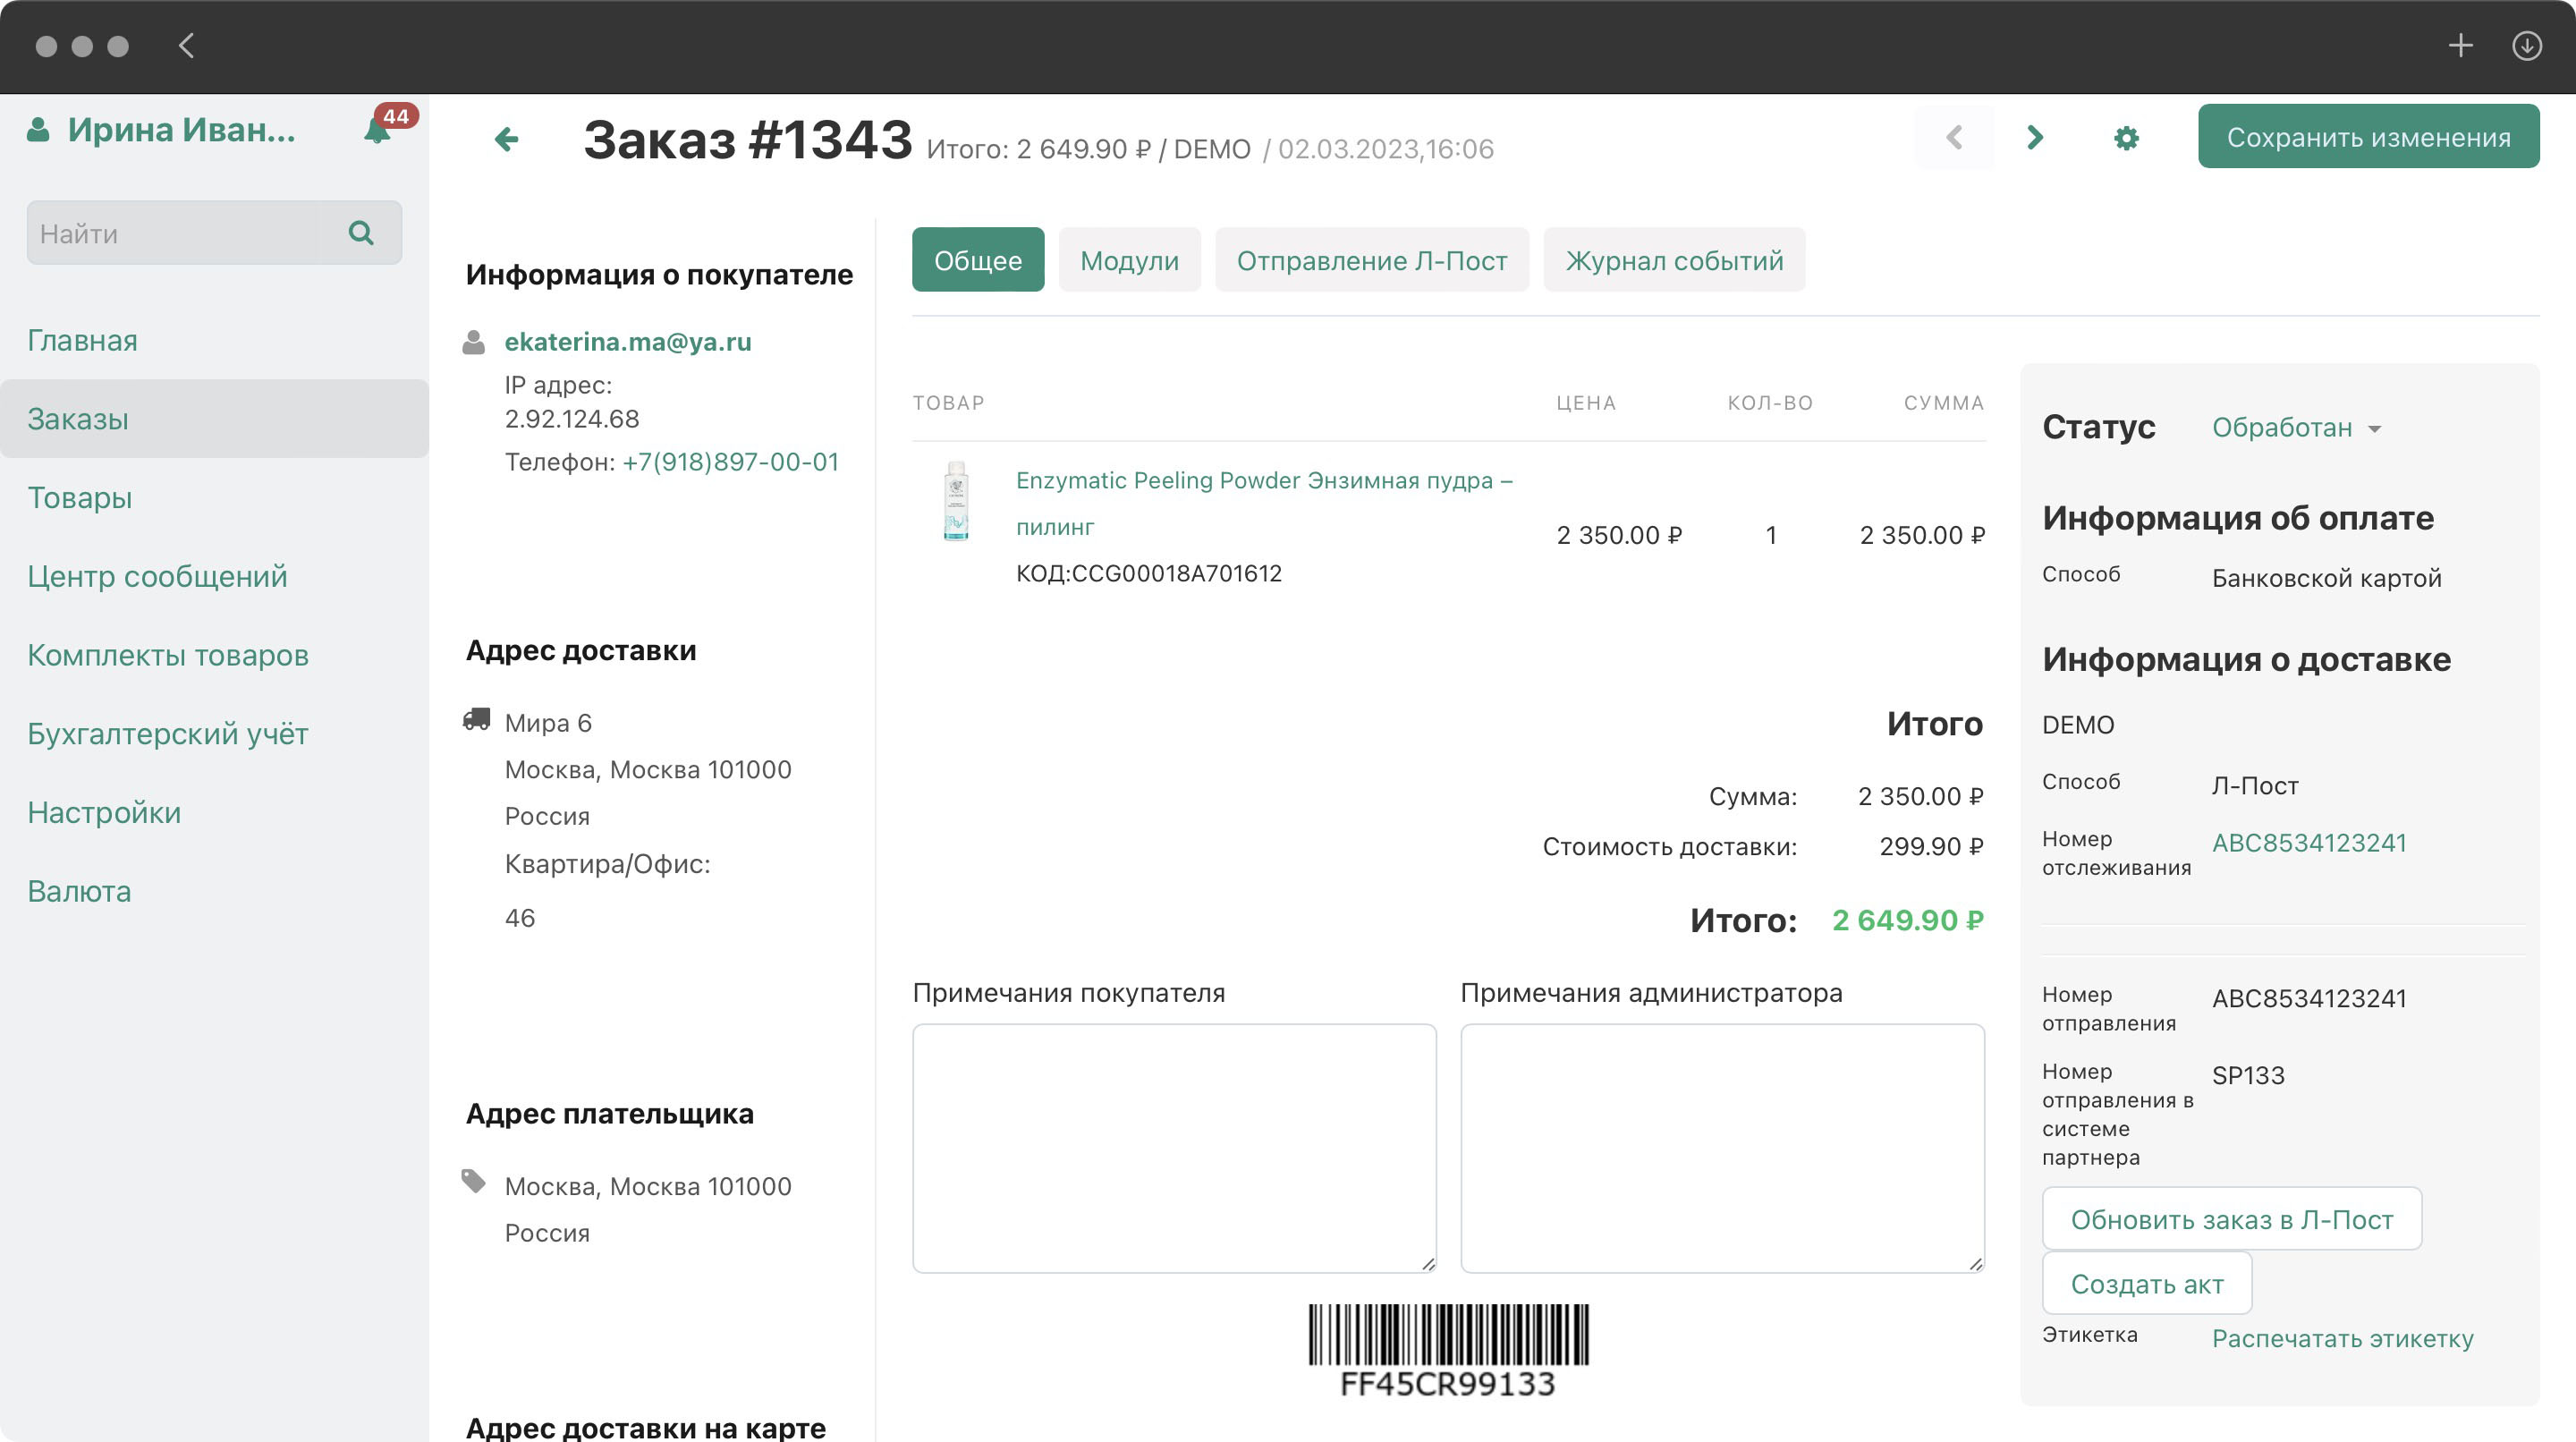 Ирина Иван...
44
Найти
Главная
Заказы
Товары
Центр сообщений
Комплекты товаров
Бухгалтерский учёт
Настройки
Валюта
Заказ #1343 Итого: 2 649.90 ₽ / DEMO / 02.03.2023,16:06
Сохранить изменения
Информация о покупателе
ekaterina.ma@ya.ru
IP адрес:
2.92.124.68
Телефон: +7(918)897-00-01
Адрес доставки
Мира 6
Москва, Москва 101000
Россия
Квартира/Офис:
46
Адрес плательщика
Москва, Москва 101000
Россия
Адрес доставки на карте
Общее Модули Отправление Л-Пост Журнал событий
ТОВАР ЦЕНА КОЛ-ВО СУММА
Enzymatic Peeling Powder Энзимная пудра –
пилинг
КОД:CCG00018A701612
2 350.00 ₽ 1 2 350.00 ₽
Итого
Сумма: 2 350.00 ₽
Стоимость доставки: 299.90 ₽
Итого: 2 649.90 ₽
Примечания покупателя
Примечания администратора
FF45CR99133
Статус Обработан
Информация об оплате
Способ Банковской картой
Информация о доставке
DEMO
Способ Л-Пост
Номер
отслеживания
ABC8534123241
Номер
отправления
ABC8534123241
Номер
отправления в
системе
партнера
SP133
Обновить заказ в Л-Пост
Создать акт
Этикетка Распечатать этикетку